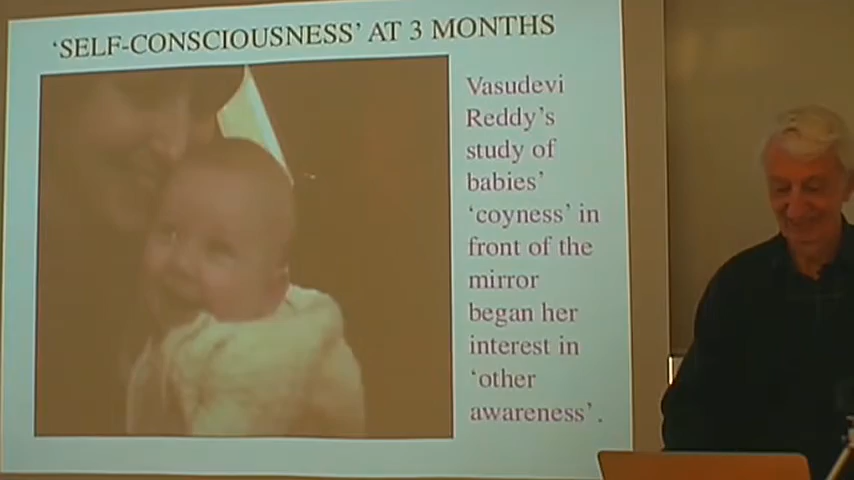 ‘SELF-CONSCIOUSNESS’ AT 3 MONTHS
Vasudevi
Reddy’s
study of
babies’
‘coyness’ in
front of the
mirror
began her
interest in
‘other
awareness’.